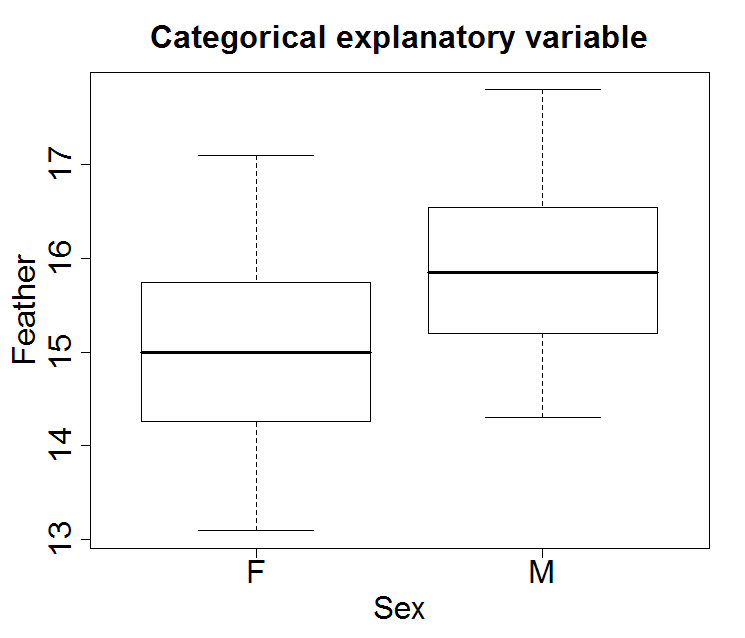 Categorical explanatory variable
Feather
17
16
15
14
13
F M
Sex